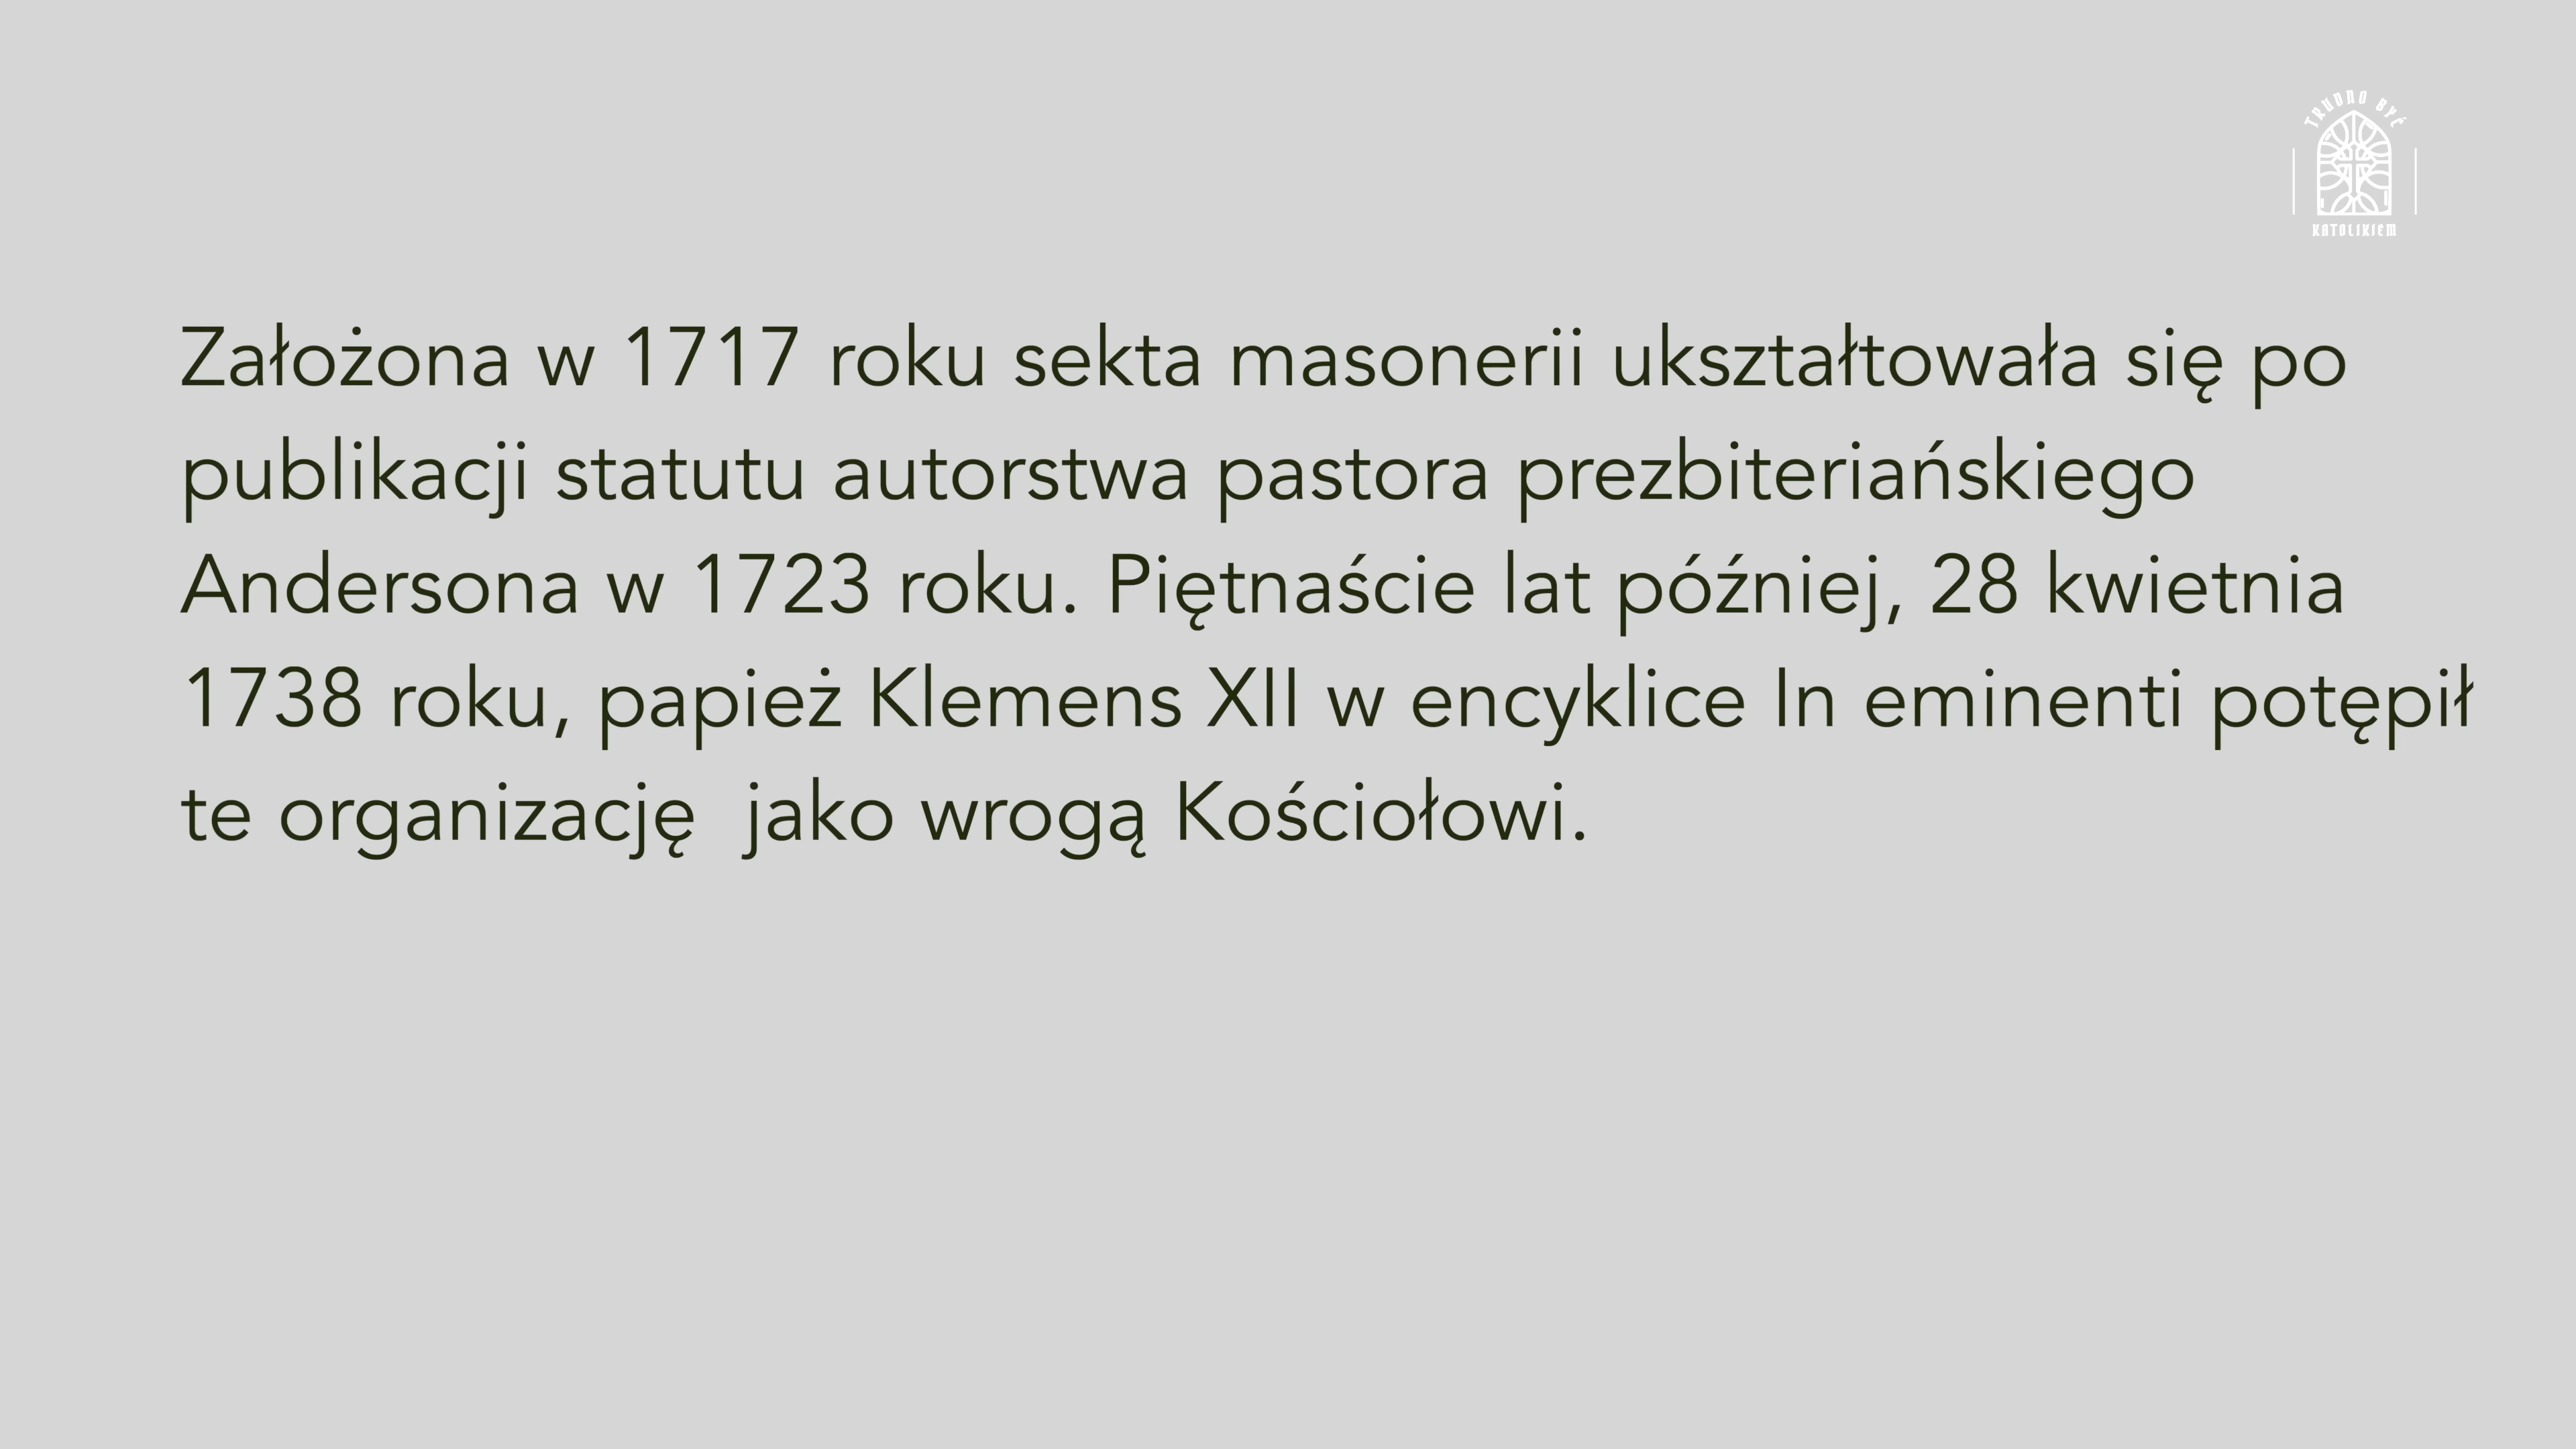 TRUDNO BYĆ
KATOLIKIEM
Założona w 1717 roku sekta masonerii ukształtowała się po
publikacji statutu autorstwa pastora prezbiteriańskiego
Andersona w 1723 roku. Piętnaście lat później, 28 kwietnia
1738 roku, papież Klemens XII w encyklice In eminenti potępił
te organizację  jako wrogą Kościołowi.